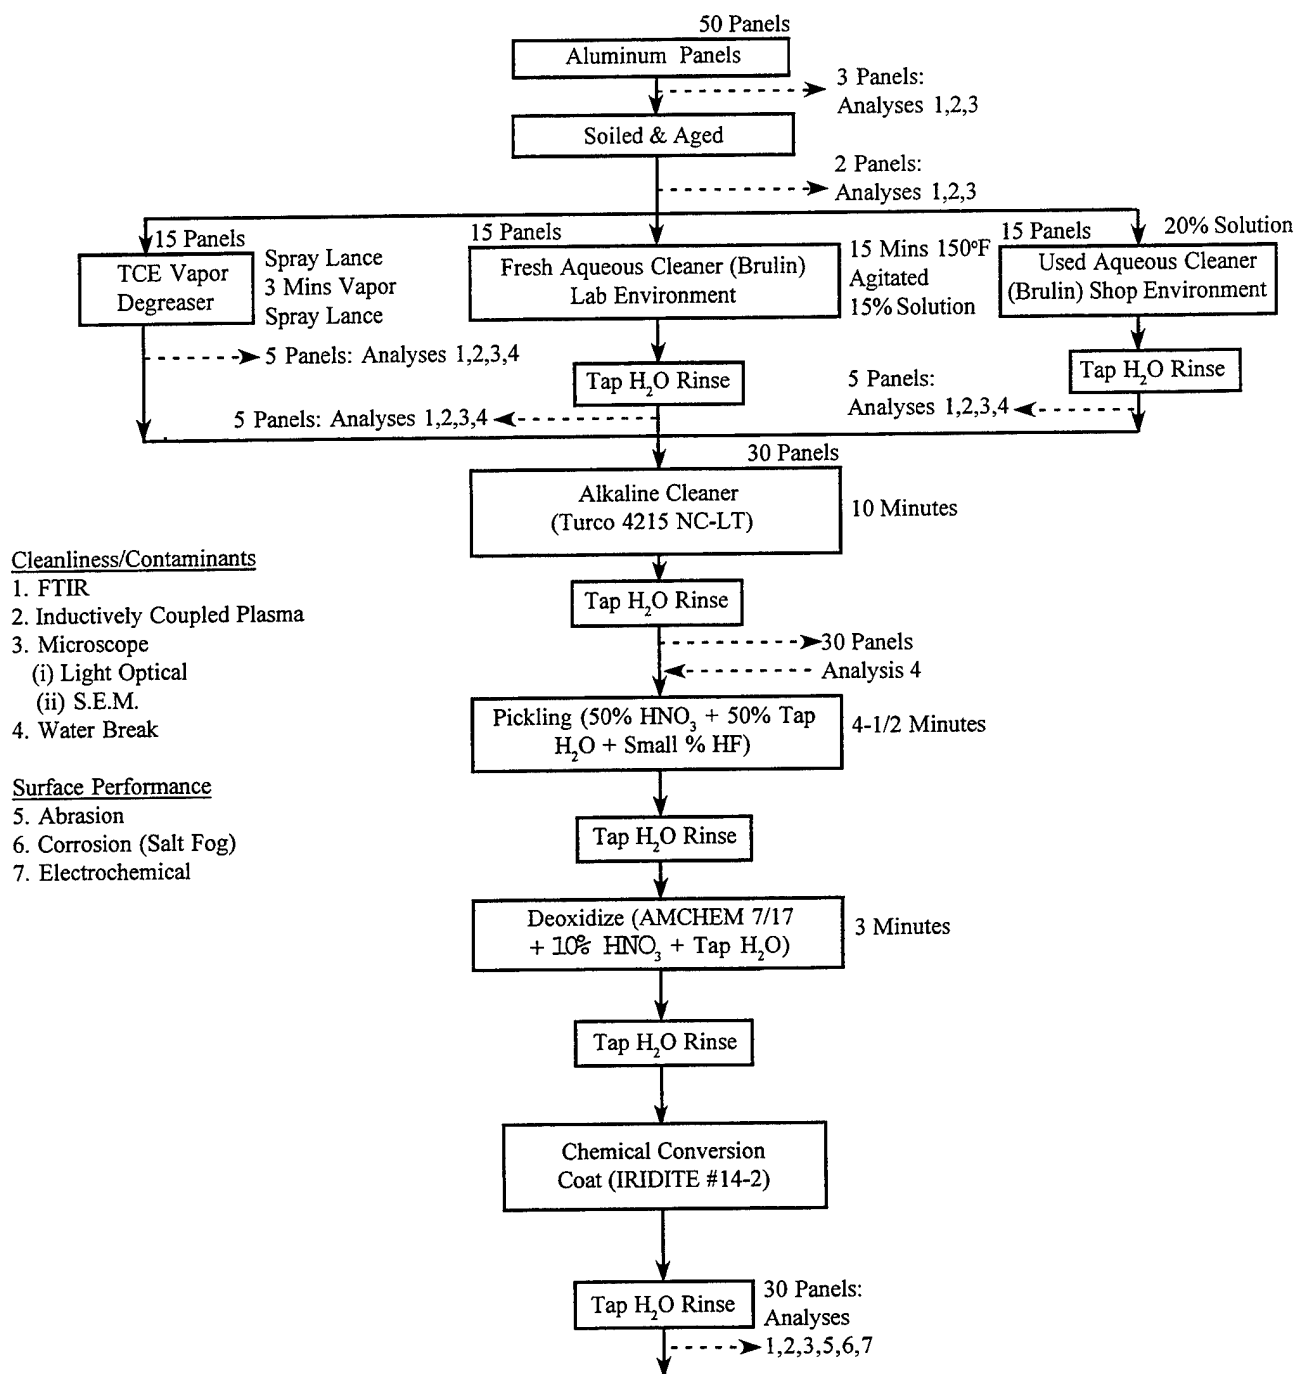 50 Panels
Aluminum Panels
3 Panels:
Analyses 1,2,3
Soiled & Aged
2 Panels:
Analyses 1,2,3
15 Panels
TCE Vapor
Degreaser
Spray Lance
3 Mins Vapor
Spray Lance
15 Panels
Fresh Aqueous Cleaner (Brulin)
Lab Environment
15 Mins 150°F
Agitated
15% Solution
15 Panels
20% Solution
Used Aqueous Cleaner
(Brulin) Shop Environment
5 Panels: Analyses 1,2,3,4
Tap H₂O Rinse
5 Panels: Analyses 1,2,3,4
Tap H₂O Rinse
5 Panels:
Analyses 1,2,3,4
30 Panels
Alkaline Cleaner
(Turco 4215 NC-LT)
10 Minutes
Tap H₂O Rinse
30 Panels
Analysis 4
Pickling (50% HNO₃ + 50% Tap
H₂O + Small % HF)
4-1/2 Minutes
Tap H₂O Rinse
Deoxidize (AMCHEM 7/17
+ 10% HNO₃ + Tap H₂O)
3 Minutes
Tap H₂O Rinse
Chemical Conversion
Coat (IRIDITE #14-2)
Tap H₂O Rinse
30 Panels:
Analyses
1,2,3,5,6,7
Cleanliness/Contaminants
1. FTIR
2. Inductively Coupled Plasma
3. Microscope
(i) Light Optical
(ii) S.E.M.
4. Water Break
Surface Performance
5. Abrasion
6. Corrosion (Salt Fog)
7. Electrochemical